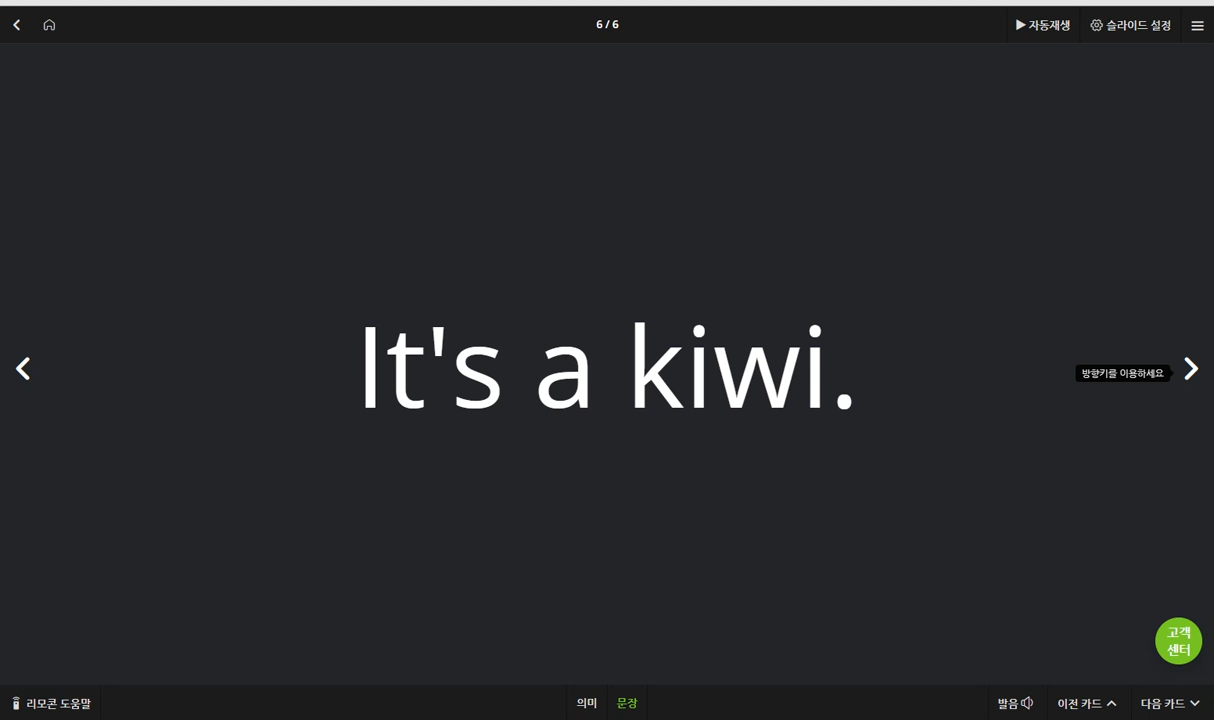 6 / 6
자동재생
슬라이드 설정
It's a kiwi.
방향키를 이용하세요
고객
센터
리모콘 도움말
의미
문장
발음
이전 카드
다음 카드